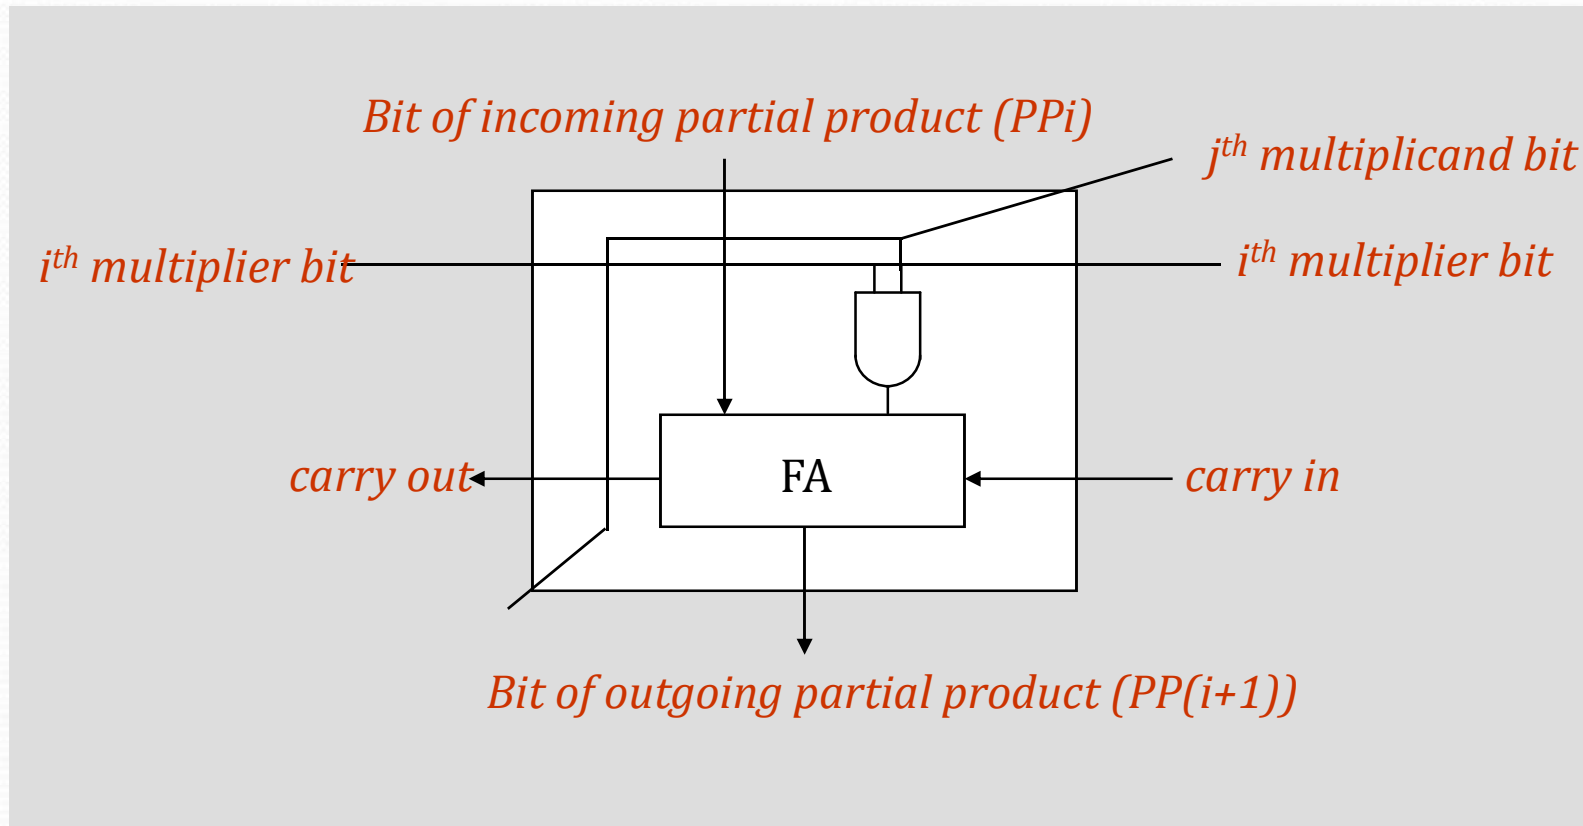 Bit of incoming partial product (PPi)
jth multiplicand bit
ith multiplier bit
ith multiplier bit
carry out
FA
carry in
Bit of outgoing partial product (PP(i+1))